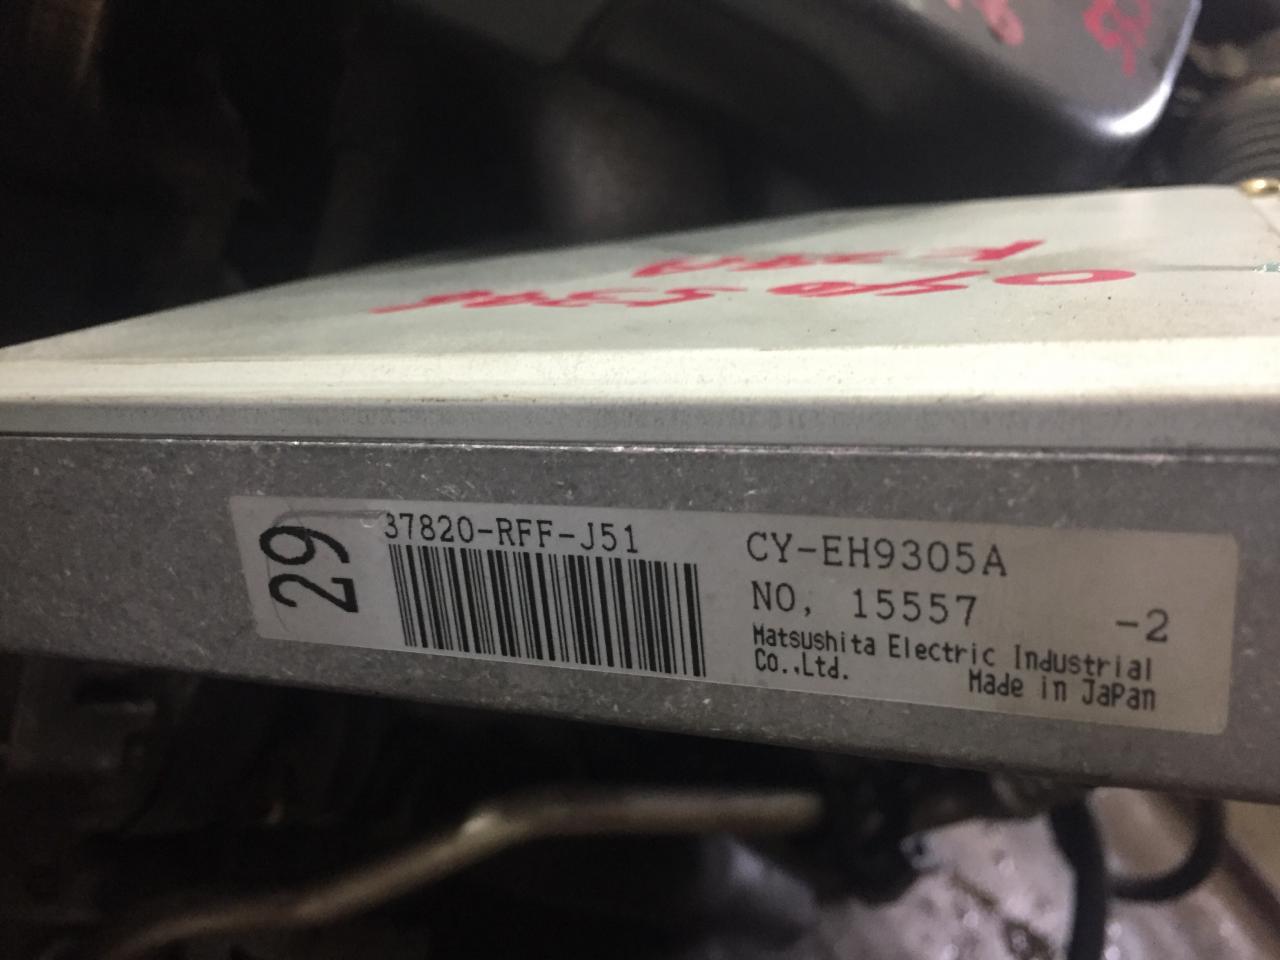 29
37820-RFF-J51
CY-EH9305A
NO, 15557 -2
Matsushita Electric Industrial
Co.,Ltd.
Made in JaPan